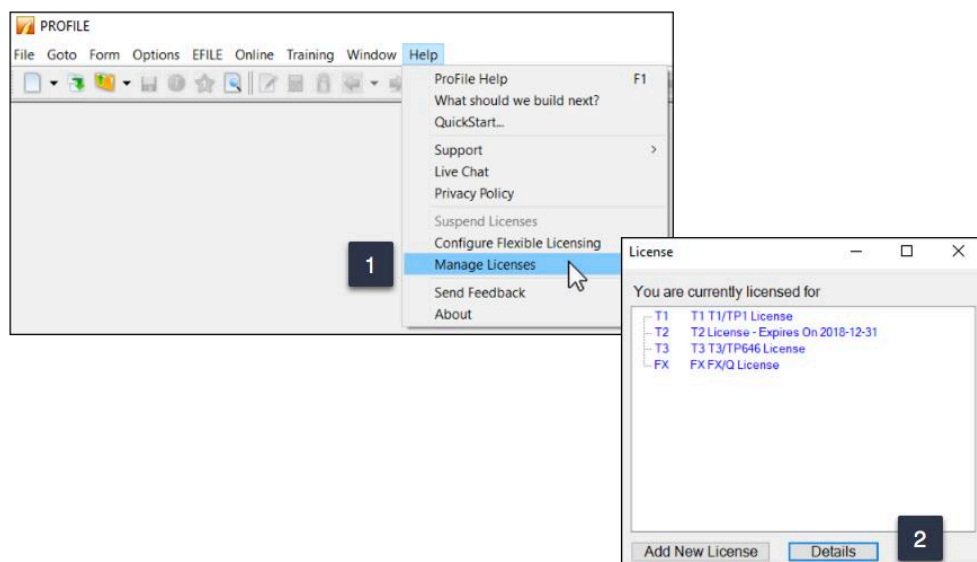 PROFILE
File Goto Form Options EFILE Online Training Window Help
ProFile Help F1
What should we build next?
QuickStart...
Support >
Live Chat
Privacy Policy
Suspend Licenses
Configure Flexible Licensing
1
Manage Licenses
Send Feedback
About
License
You are currently licensed for
T1 T1 T1/TP1 License
T2 T2 License - Expires On 2018-12-31
T3 T3 T3/TP646 License
FX FX FX/Q License
Add New License Details 2